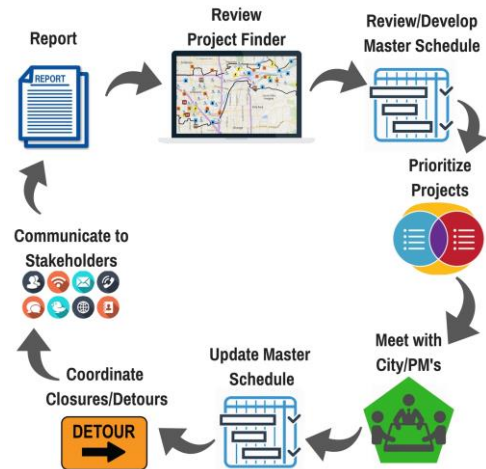 Report
REPORT
Review
Project Finder
Review/Develop
Master Schedule
Prioritize
Projects
Meet with
City/PM's
Update Master
Schedule
Coordinate
Closures/Detours
DETOUR
Communicate to
Stakeholders